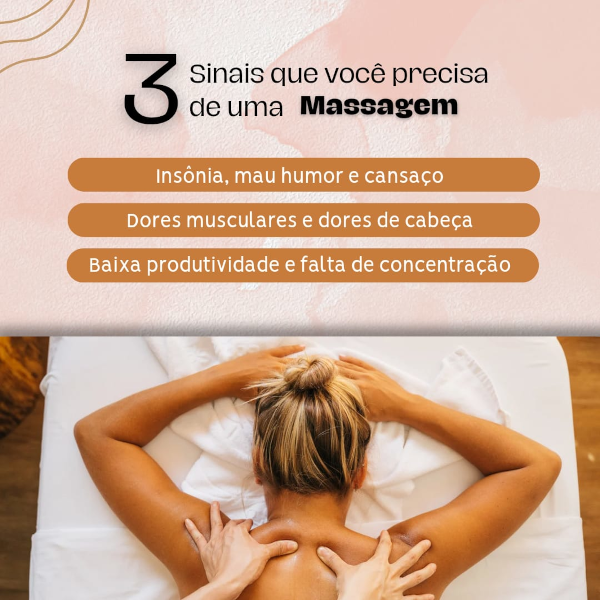 3 Sinais que você precisa
de uma Massagem
Insônia, mau humor e cansaço
Dores musculares e dores de cabeça
Baixa produtividade e falta de concentração